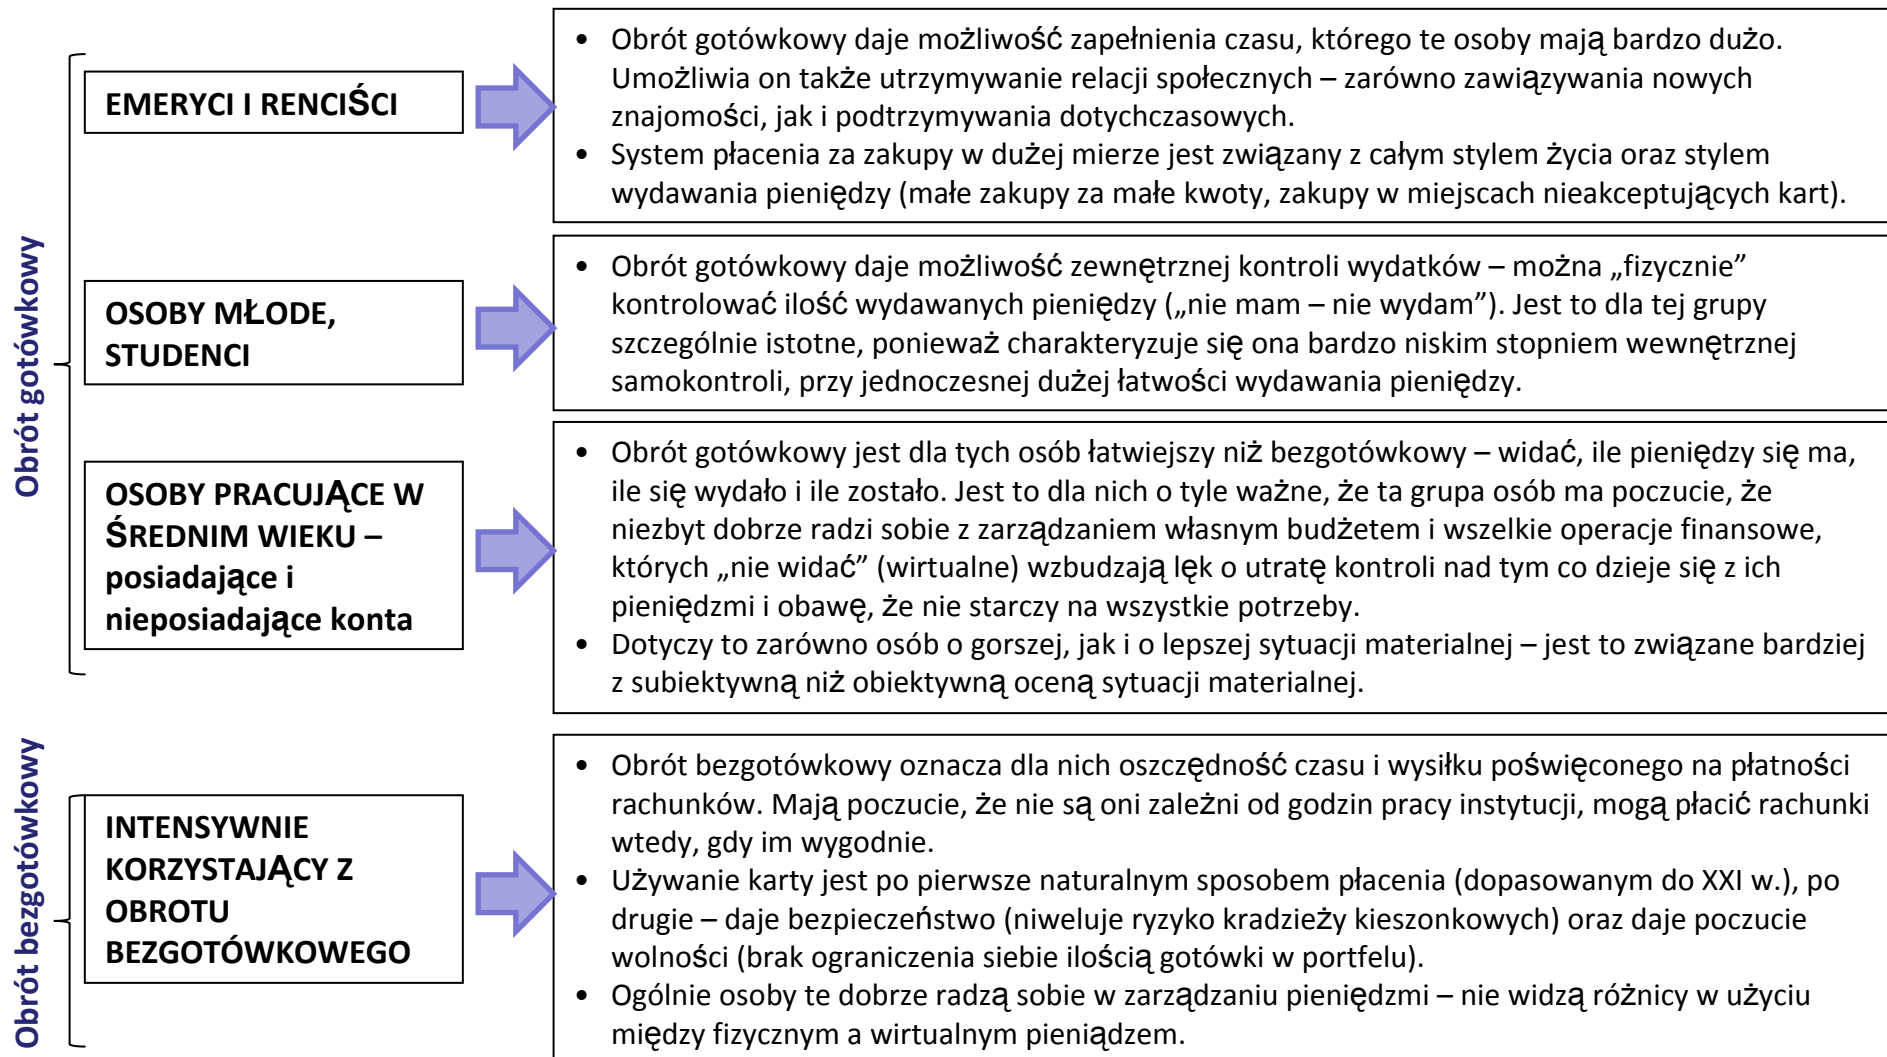 Obrót gotówkowy
EMERYCI I RENCIŚCI
• Obrót gotówkowy daje możliwość zapełnienia czasu, którego te osoby mają bardzo dużo.
Umożliwia on także utrzymywanie relacji społecznych – zarówno zawiązywania nowych
znajomości, jak i podtrzymywania dotychczasowych.
• System płacenia za zakupy w dużej mierze jest związany z całym stylem życia oraz stylem
wydawania pieniędzy (małe zakupy za małe kwoty, zakupy w miejscach nieakceptujących kart).
OSOBY MŁODE,
STUDENCI
• Obrót gotówkowy daje możliwość zewnętrznej kontroli wydatków – można „fizycznie”
kontrolować ilość wydawanych pieniędzy („nie mam – nie wydam”). Jest to dla tej grupy
szczególnie istotne, ponieważ charakteryzuje się ona bardzo niskim stopniem wewnętrznej
samokontroli, przy jednoczesnej dużej łatwości wydawania pieniędzy.
OSOBY PRACUJĄCE W
ŚREDNIM WIEKU –
posiadające i
nieposiadające konta
• Obrót gotówkowy jest dla tych osób łatwiejszy niż bezgotówkowy – widać, ile pieniędzy się ma,
ile się wydało i ile zostało. Jest to dla nich o tyle ważne, że ta grupa osób ma poczucie, że
niezbyt dobrze radzi sobie z zarządzaniem własnym budżetem i wszelkie operacje finansowe,
których „nie widać” (wirtualne) wzbudzają lęk o utratę kontroli nad tym co dzieje się z ich
pieniędzmi i obawę, że nie starczy na wszystkie potrzeby.
• Dotyczy to zarówno osób o gorszej, jak i o lepszej sytuacji materialnej – jest to związane bardziej
z subiektywną niż obiektywną oceną sytuacji materialnej.
Obrót bezgotówkowy
INTENSYWNIE
KORZYSTAJĄCY Z
OBROTU
BEZGOTÓWKOWEGO
• Obrót bezgotówkowy oznacza dla nich oszczędność czasu i wysiłku poświęconego na płatności
rachunków. Mają poczucie, że nie są oni zależni od godzin pracy instytucji, mogą płacić rachunki
wtedy, gdy im wygodnie.
• Używanie karty jest po pierwsze naturalnym sposobem płacenia (dopasowanym do XXI w.), po
drugie – daje bezpieczeństwo (niweluje ryzyko kradzieży kieszonkowych) oraz daje poczucie
wolności (brak ograniczenia siebie ilością gotówki w portfelu).
• Ogólnie osoby te dobrze radzą sobie w zarządzaniu pieniędzmi – nie widzą różnicy w użyciu
między fizycznym a wirtualnym pieniądzem.